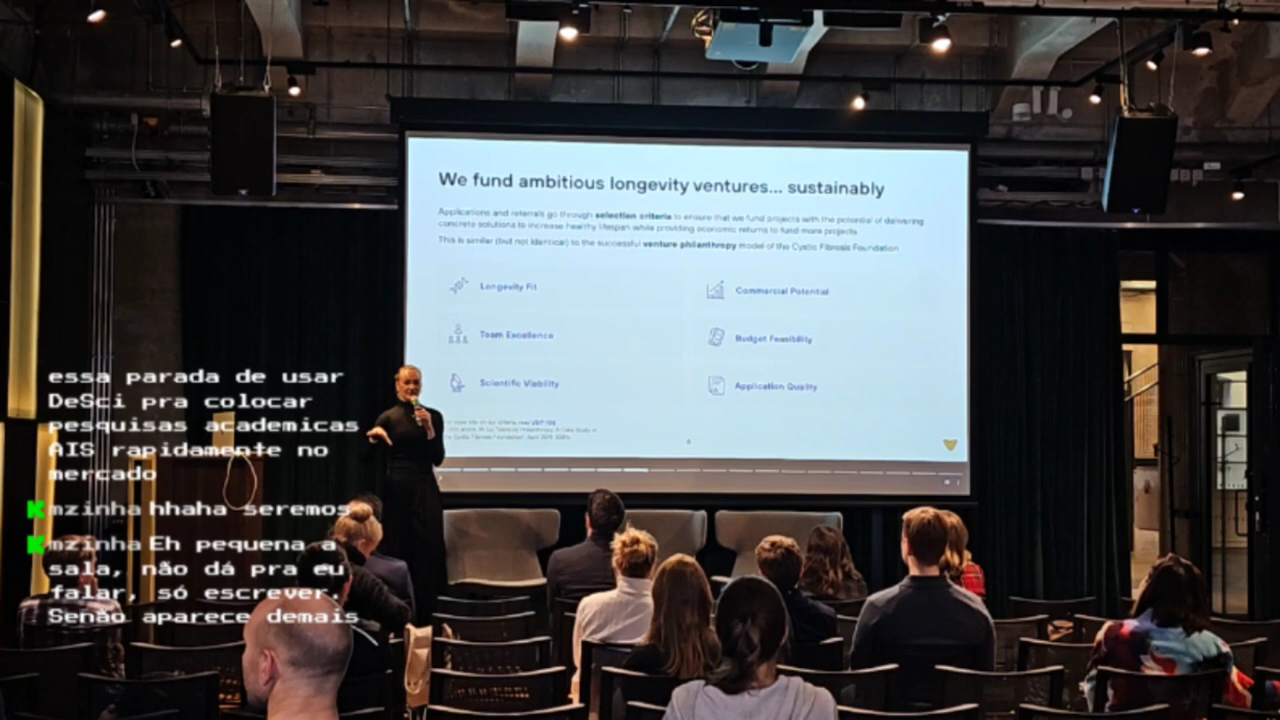 We fund ambitious longevity ventures... sustainably
Applications and referrals go through selection criteria to ensure that we fund projects with the potential of delivering
concrete solutions to increase healthy lifespan while providing economic returns to fund more projects.
This is similar (but not identical) to the successful venture philanthropy model of the Cystic Fibrosis Foundation
Longevity Fit
Commercial Potential
Team Excellence
Budget Feasibility
Scientific Viability
Application Quality
essa parada de usar
DeSci pra colocar
pesquisas academicas
AIS rapidamente no
mercado
Kmzinha hhaha seremos
Kmzinha Eh pequena a
sala, não dá pra eu
falar, só escrever.
Senão aparece demais